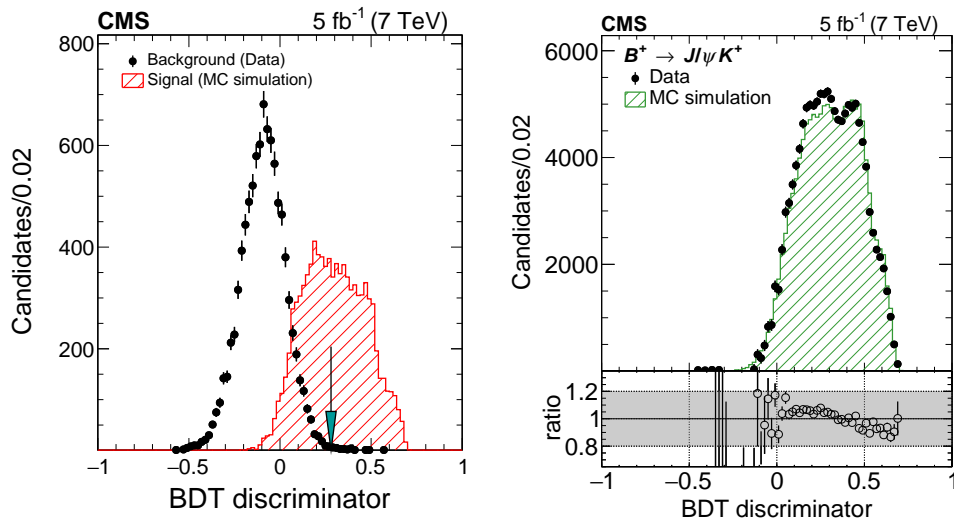 CMS 5 fb⁻¹ (7 TeV)
Background (Data)
Signal (MC simulation)
Candidates/0.02
800
600
400
200
−1 −0.5 0 0.5 1
BDT discriminator
CMS 5 fb⁻¹ (7 TeV)
B⁺ → J/ψ K⁺
Data
MC simulation
Candidates/0.02
6000
4000
2000
ratio
1.2
1
0.8
−1 −0.5 0 0.5 1
BDT discriminator